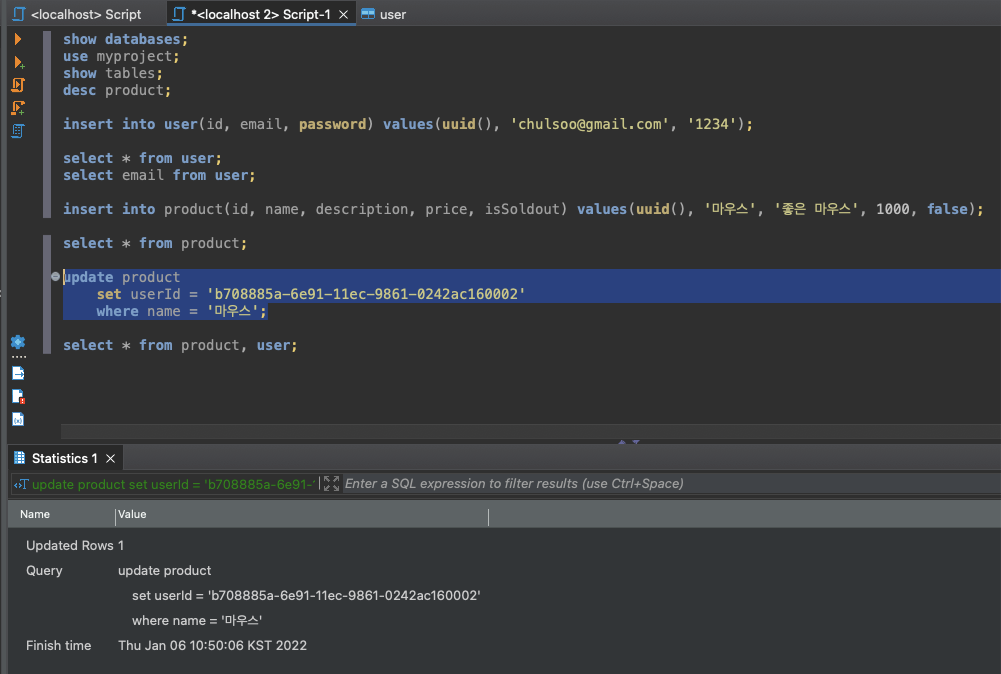 <localhost> Script
*<localhost 2> Script-1
user
show databases;
use myproject;
show tables;
desc product;
insert into user(id, email, password) values(uuid(), 'chulsoo@gmail.com', '1234');
select * from user;
select email from user;
insert into product(id, name, description, price, isSoldout) values(uuid(), '마우스', '좋은 마우스', 1000, false);
select * from product;
update product
set userId = 'b708885a-6e91-11ec-9861-0242ac160002'
where name = '마우스';
select * from product, user;
Statistics 1
update product set userId = 'b708885a-6e91-
Enter a SQL expression to filter results (use Ctrl+Space)
Name Value
Updated Rows 1
Query update product
set userId = 'b708885a-6e91-11ec-9861-0242ac160002'
where name = '마우스'
Finish time Thu Jan 06 10:50:06 KST 2022